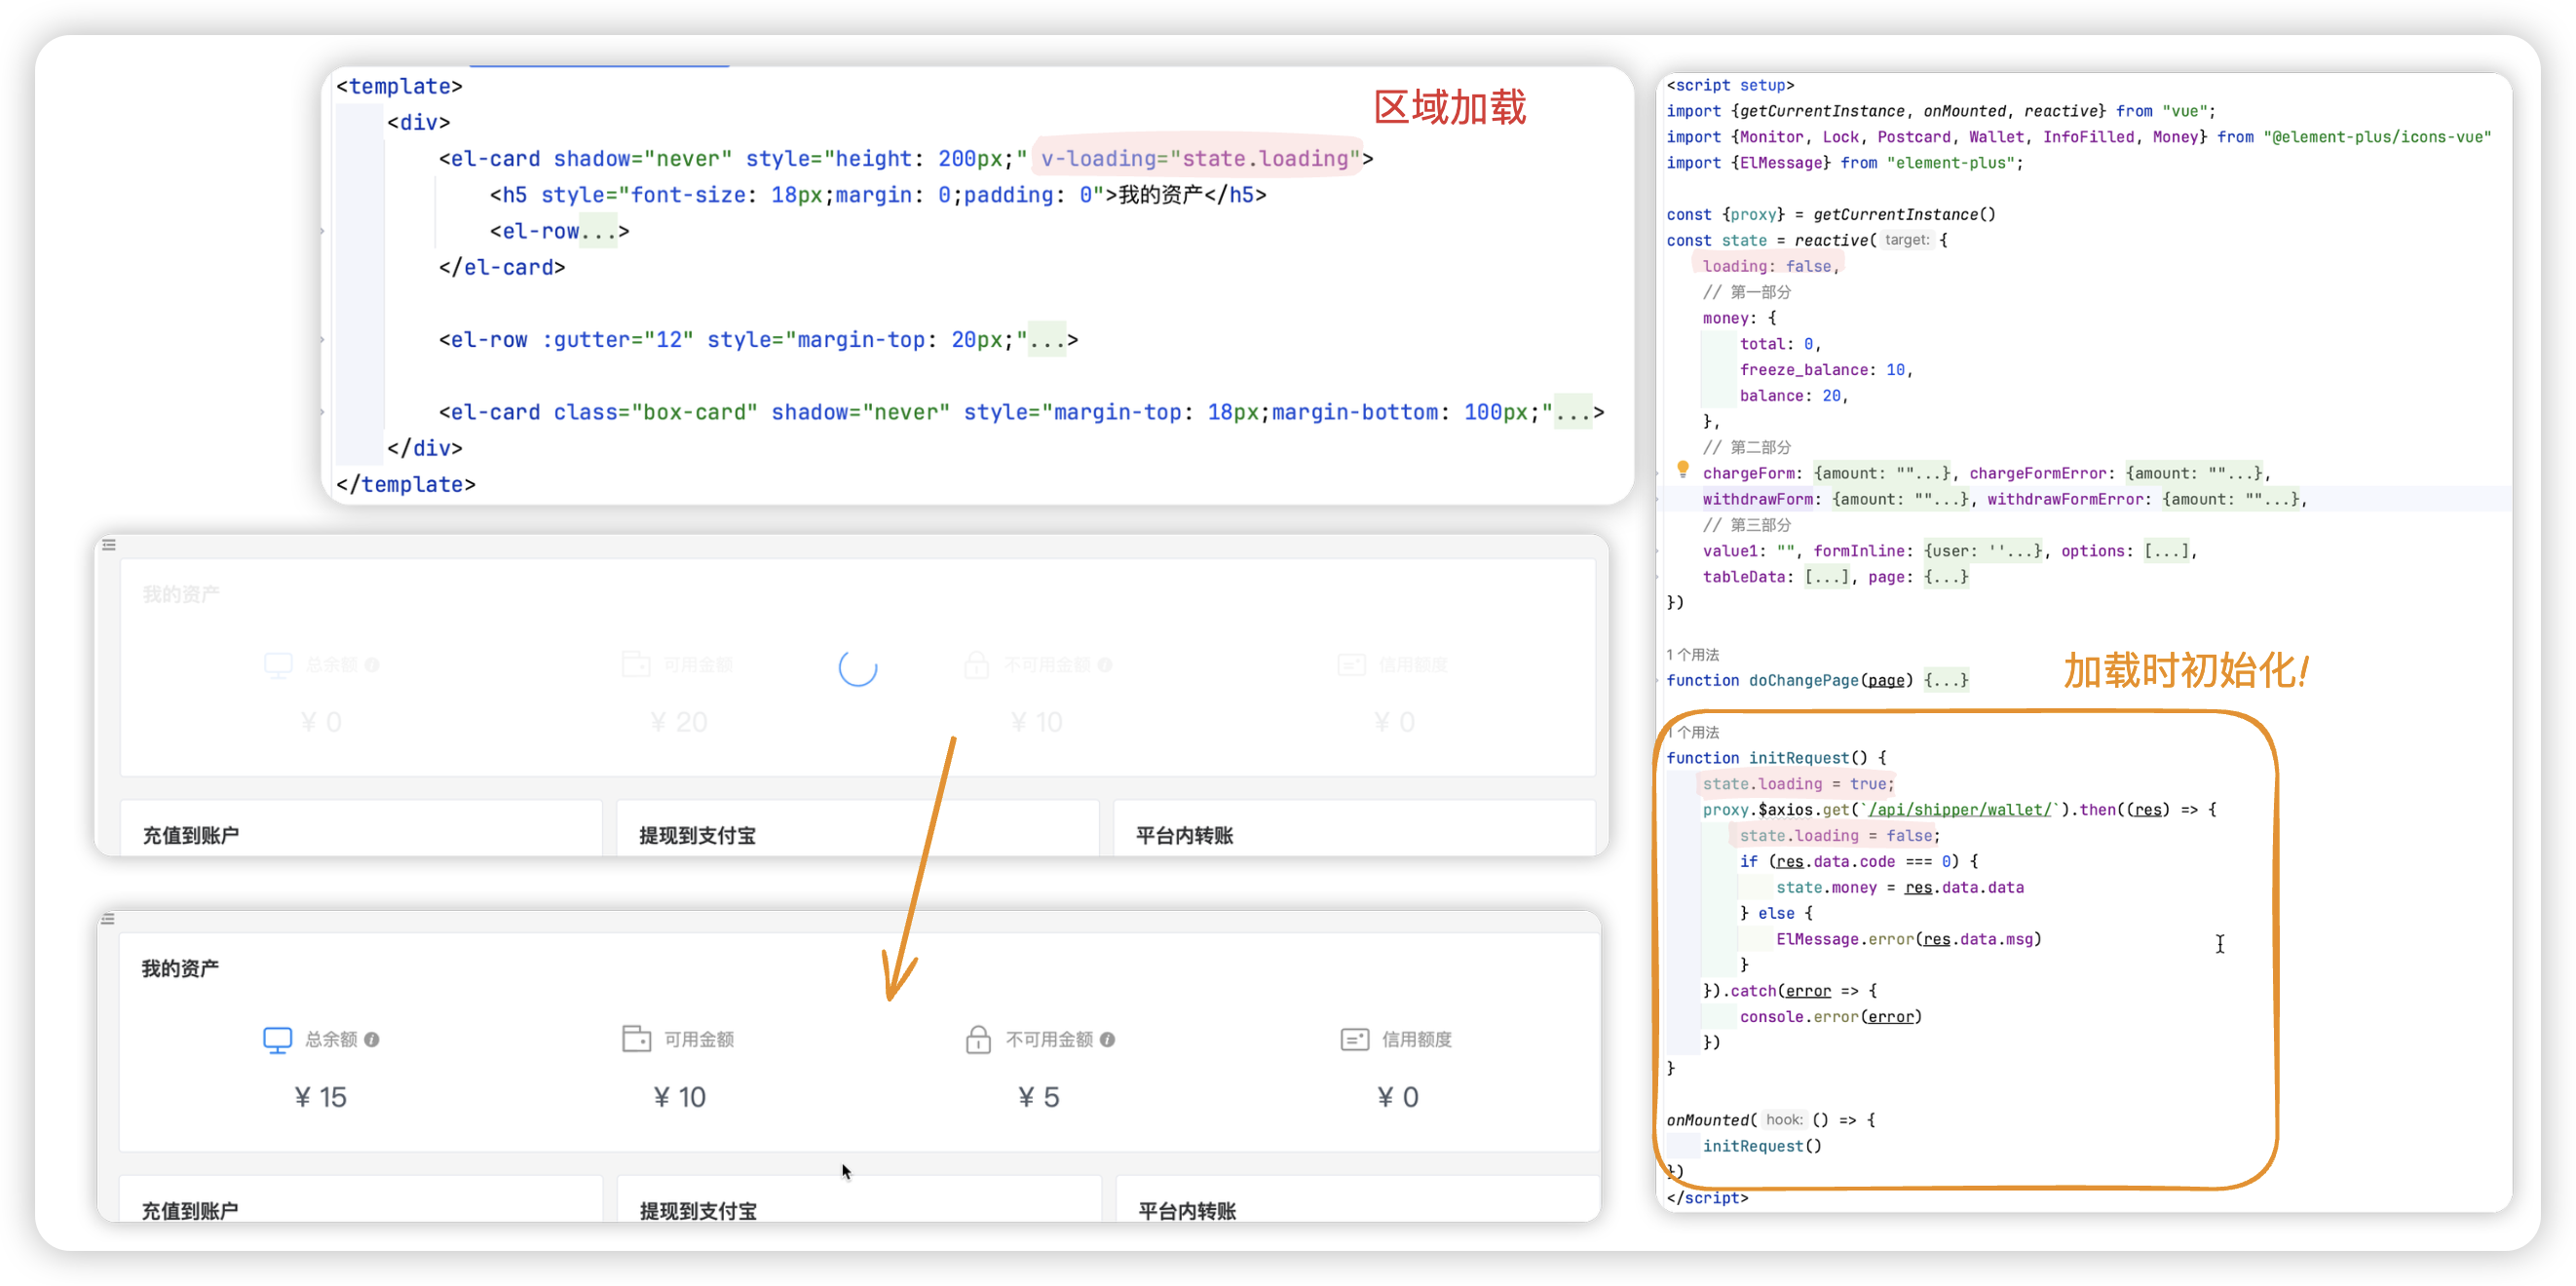 <template>
<div>
<el-card shadow="never" style="height: 200px;" v-loading="state.loading">
<h5 style="font-size: 18px;margin: 0;padding: 0">我的资产</h5>
<el-row...>
</el-card>
<el-row :gutter="12" style="margin-top: 20px;"...>
<el-card class="box-card" shadow="never" style="margin-top: 18px;margin-bottom: 100px;"...>
</div>
</template>
区域加载
我的资产
总余额
可用金额
不可用金额
信用额度
¥ 0
¥ 20
¥ 10
¥ 0
充值到账户
提现到支付宝
平台内转账
我的资产
总余额
可用金额
不可用金额
信用额度
¥ 15
¥ 10
¥ 5
¥ 0
充值到账户
提现到支付宝
平台内转账
<script setup>
import {getCurrentInstance, onMounted, reactive} from "vue";
import {Monitor, Lock, Postcard, Wallet, InfoFilled, Money} from "@element-plus/icons-vue"
import {ElMessage} from "element-plus";
const {proxy} = getCurrentInstance()
const state = reactive( target: {
loading: false,
// 第一部分
money: {
total: 0,
freeze_balance: 10,
balance: 20,
},
// 第二部分
chargeForm: {amount: ""...}, chargeFormError: {amount: ""...},
withdrawForm: {amount: ""...}, withdrawFormError: {amount: ""...},
// 第三部分
value1: "", formInline: {user: ''...}, options: [...],
tableData: [...], page: {...}
})
1 个用法
function doChangePage(page) {...}
加载时初始化!
1 个用法
function initRequest() {
state.loading = true;
proxy.$axios.get(`/api/shipper/wallet/`).then((res) => {
state.loading = false;
if (res.data.code === 0) {
state.money = res.data.data
} else {
ElMessage.error(res.data.msg)
}
}).catch(error => {
console.error(error)
})
}
onMounted( hook: () => {
initRequest()
})
</script>